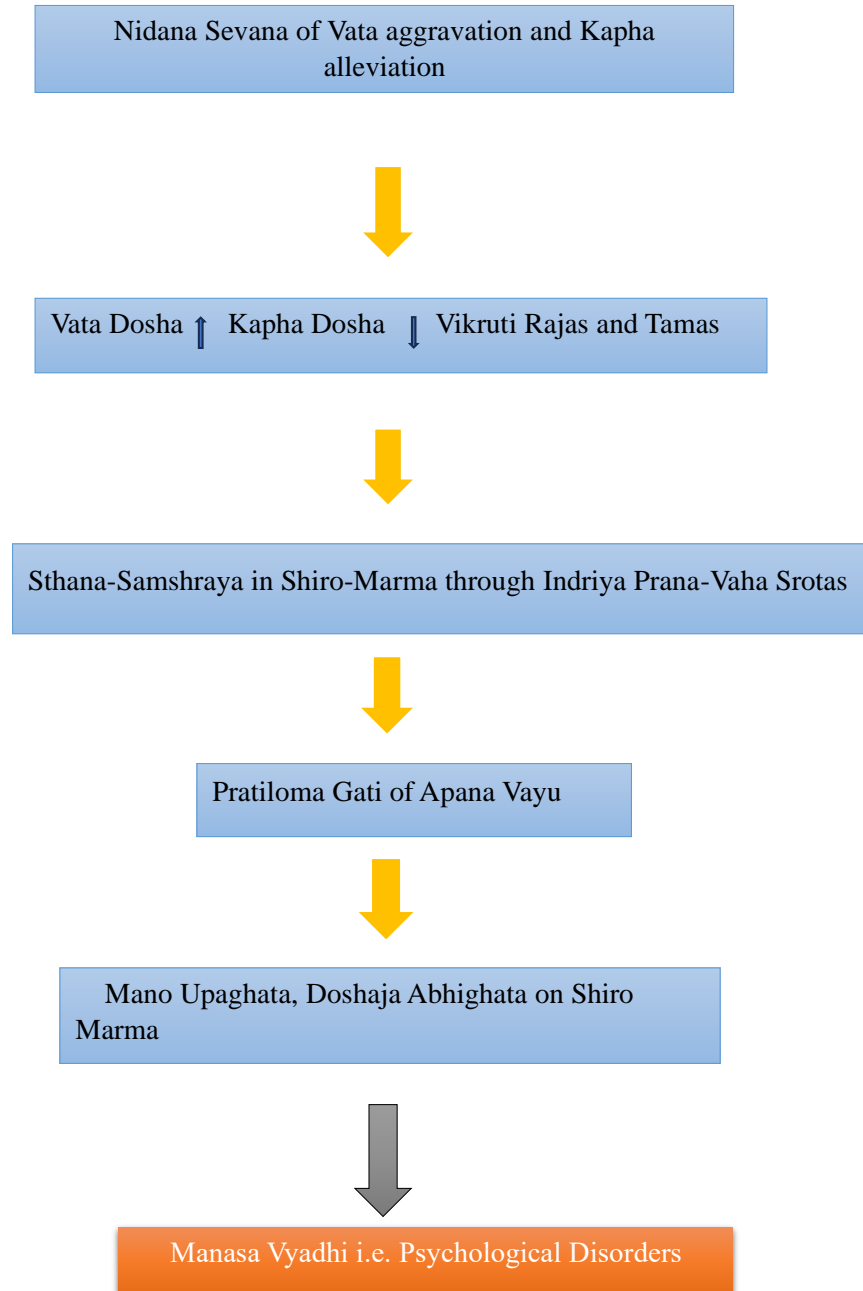 Nidana Sevana of Vata aggravation and Kapha
alleviation
Vata Dosha Kapha Dosha Vikruti Rajas and Tamas
Sthana-Samshraya in Shiro-Marma through Indriya Prana-Vaha Srotas
Pratiloma Gati of Apana Vayu
Mano Upaghata, Doshaja Abhighata on Shiro
Marma
Manasa Vyadhi i.e. Psychological Disorders